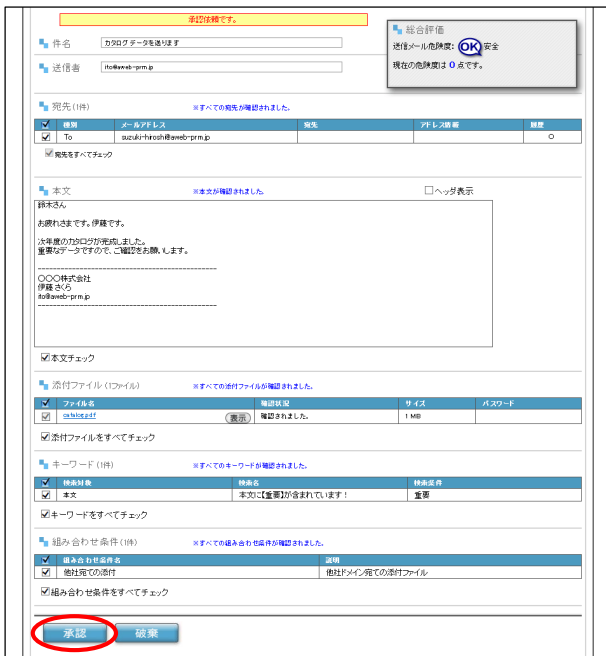 承認依頼です。
件名 カタログデータを送ります
送信者 ito@aweb-prm.jp
総合評価
送信メール危険度: OK 安全
現在の危険度は 0 点です。
宛先(1件) ※すべての宛先が確認されました。
種別 メールアドレス 宛先 アドレス帳 履歴
To suzuki-hiroshi@aweb-prm.jp ○
宛先をすべてチェック
本文 ※本文が確認されました。 ヘッダ表示
鈴木さん
お疲れさまです。伊藤です。
次年度のカタログが完成しました。
重要なデータですので、ご確認をお願いします。
------------------------------------------------
○○○株式会社
伊藤 さくら
ito@aweb-prm.jp
------------------------------------------------
本文チェック
添付ファイル(1ファイル) ※すべての添付ファイルが確認されました。
ファイル名 確認状況 サイズ パスワード
catalog.pdf 表示 確認されました。 1 MB
添付ファイルをすべてチェック
キーワード(1件) ※すべてのキーワードが確認されました。
検索対象 検索名 検索条件
本文 本文に【重要】が含まれています! 重要
キーワードをすべてチェック
組み合わせ条件(1件) ※すべての組み合わせ条件が確認されました。
組み合わせ条件名 説明
他社宛ての添付 他社ドメイン宛ての添付ファイル
組み合わせ条件をすべてチェック
承認 破棄